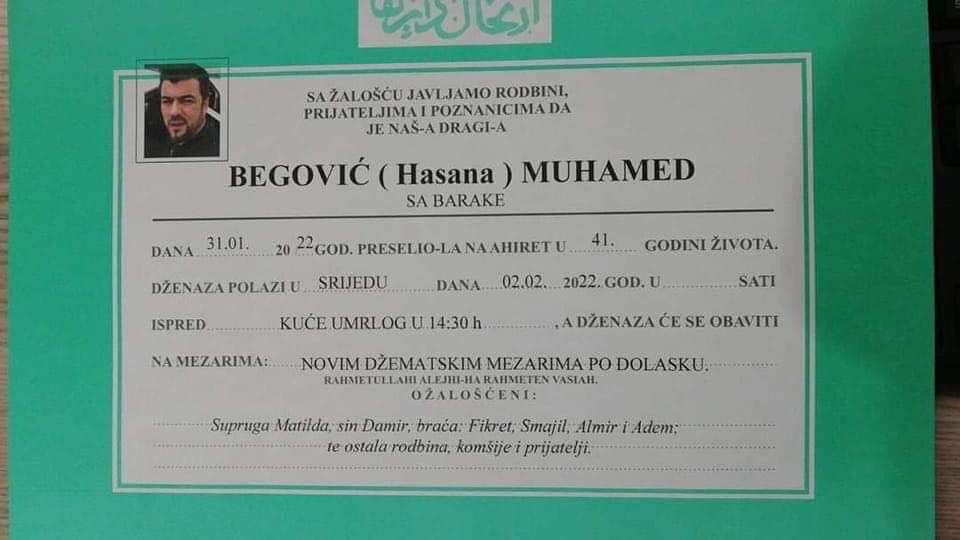 SA ŽALOŠĆU JAVLJAMO RODBINI,
PRIJATELJIMA I POZNANICIMA DA
JE NAŠ-A DRAGI-A
BEGOVIĆ ( Hasana ) MUHAMED
SA BARAKE
DANA 31.01. 20 22 GOD. PRESELIO-LA NA AHIRET U 41. GODINI ŽIVOTA.
DŽENAZA POLAZI U SRIJEDU DANA 02.02. 2022. GOD. U SATI
ISPRED KUĆE UMRLOG U 14:30 h , A DŽENAZA ĆE SE OBAVITI
NA MEZARIMA: NOVIM DŽEMATSKIM MEZARIMA PO DOLASKU.
RAHMETULLAHI ALEJHI-HA RAHMETEN VASIAH.
OŽALOŠĆENI:
Supruga Matilda, sin Damir, braća: Fikret, Smajil, Almir i Adem;
te ostala rodbina, komšije i prijatelji.